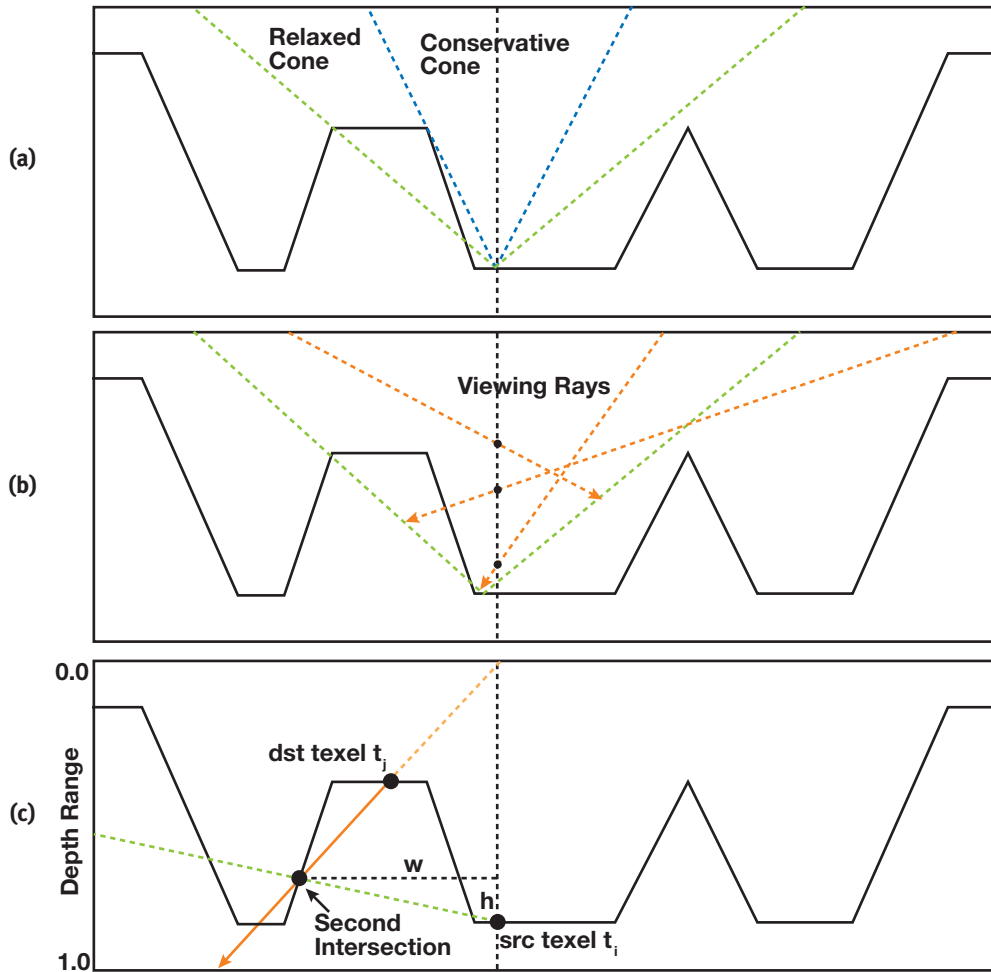 Relaxed
Cone
Conservative
Cone
(a)
Viewing Rays
(b)
0.0
dst texel tj
(c)
Depth Range
w
h
Second
Intersection
src texel ti
1.0